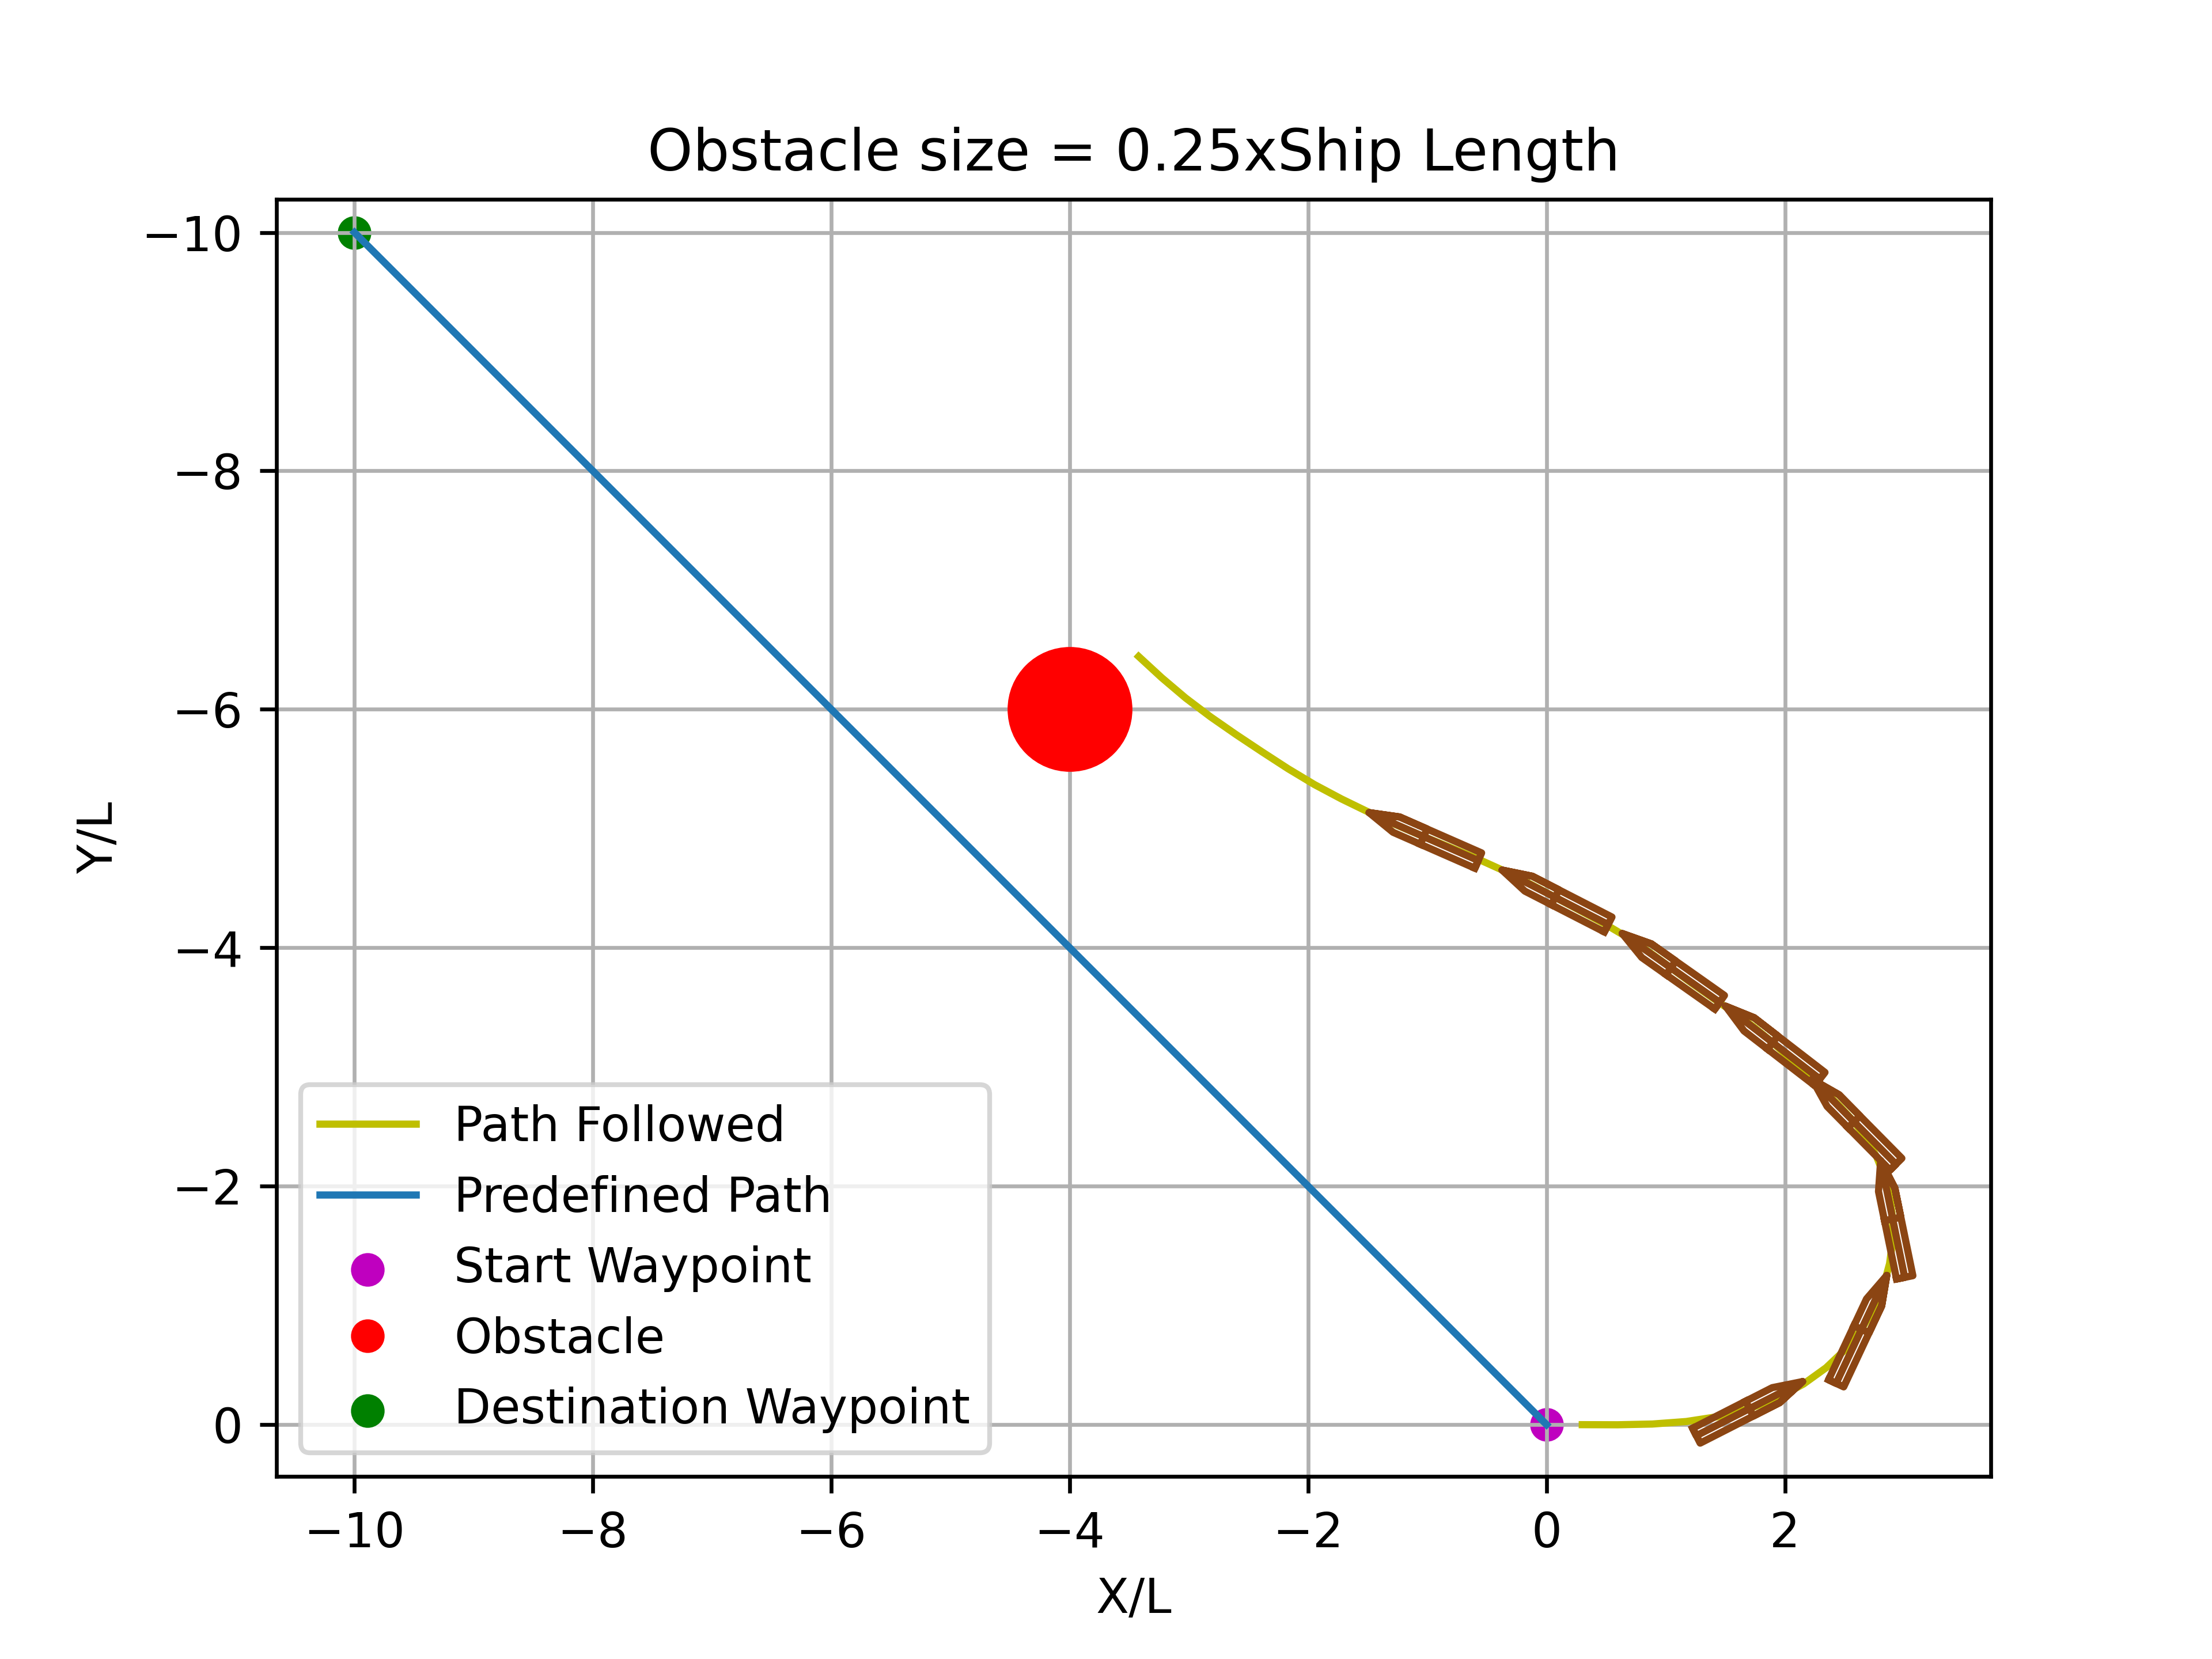 Obstacle size = 0.25xShip Length
−10
−8
−6
−4
−2
0
Y/L
Path Followed
Predefined Path
Start Waypoint
Obstacle
Destination Waypoint
−10 −8 −6 −4 −2 0 2
X/L